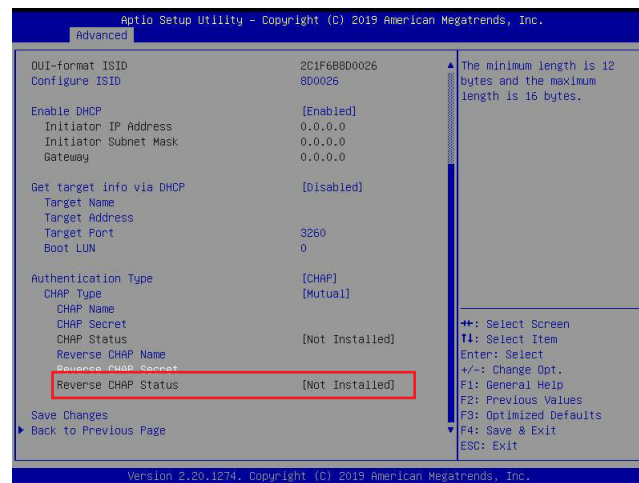 Aptio Setup Utility – Copyright (C) 2019 American Megatrends, Inc.
Advanced
OUI-format ISID 2C1F6B8D0026
Configure ISID 8D0026
Enable DHCP [Enabled]
Initiator IP Address 0.0.0.0
Initiator Subnet Mask 0.0.0.0
Gateway 0.0.0.0
Get target info via DHCP [Disabled]
Target Name
Target Address
Target Port 3260
Boot LUN 0
Authentication Type [CHAP]
CHAP Type [Mutual]
CHAP Name
CHAP Secret
CHAP Status [Not Installed]
Reverse CHAP Name
Reverse CHAP Secret
Reverse CHAP Status [Not Installed]
Save Changes
Back to Previous Page
The minimum length is 12
bytes and the maximum
length is 16 bytes.
→←: Select Screen
↑↓: Select Item
Enter: Select
+/-: Change Opt.
F1: General Help
F2: Previous Values
F3: Optimized Defaults
F4: Save & Exit
ESC: Exit
Version 2.20.1274. Copyright (C) 2019 American Megatrends, Inc.